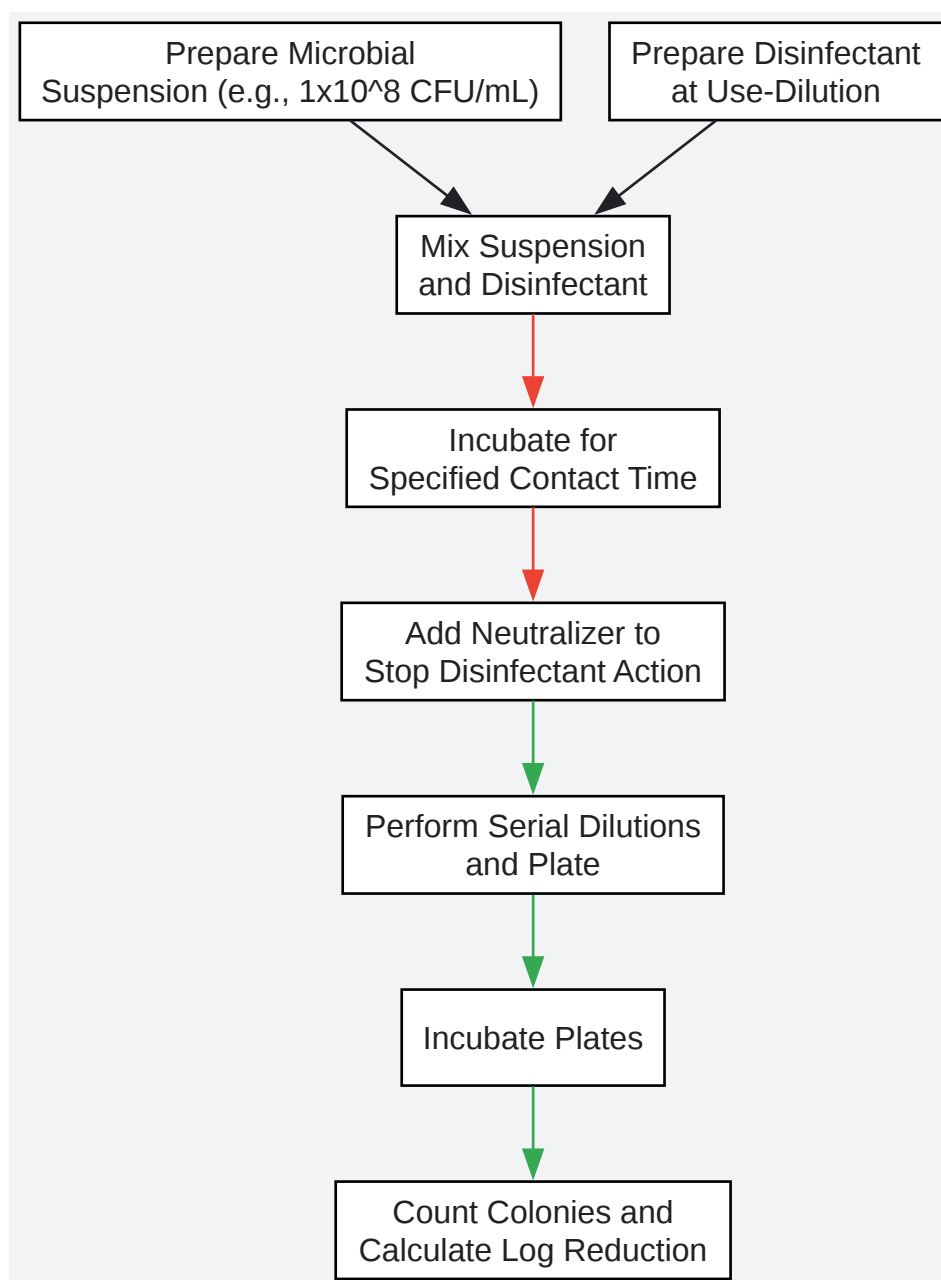 Prepare Microbial
Suspension (e.g., 1x10^8 CFU/mL)
Prepare Disinfectant
at Use-Dilution
Mix Suspension
and Disinfectant
Incubate for
Specified Contact Time
Add Neutralizer to
Stop Disinfectant Action
Perform Serial Dilutions
and Plate
Incubate Plates
Count Colonies and
Calculate Log Reduction